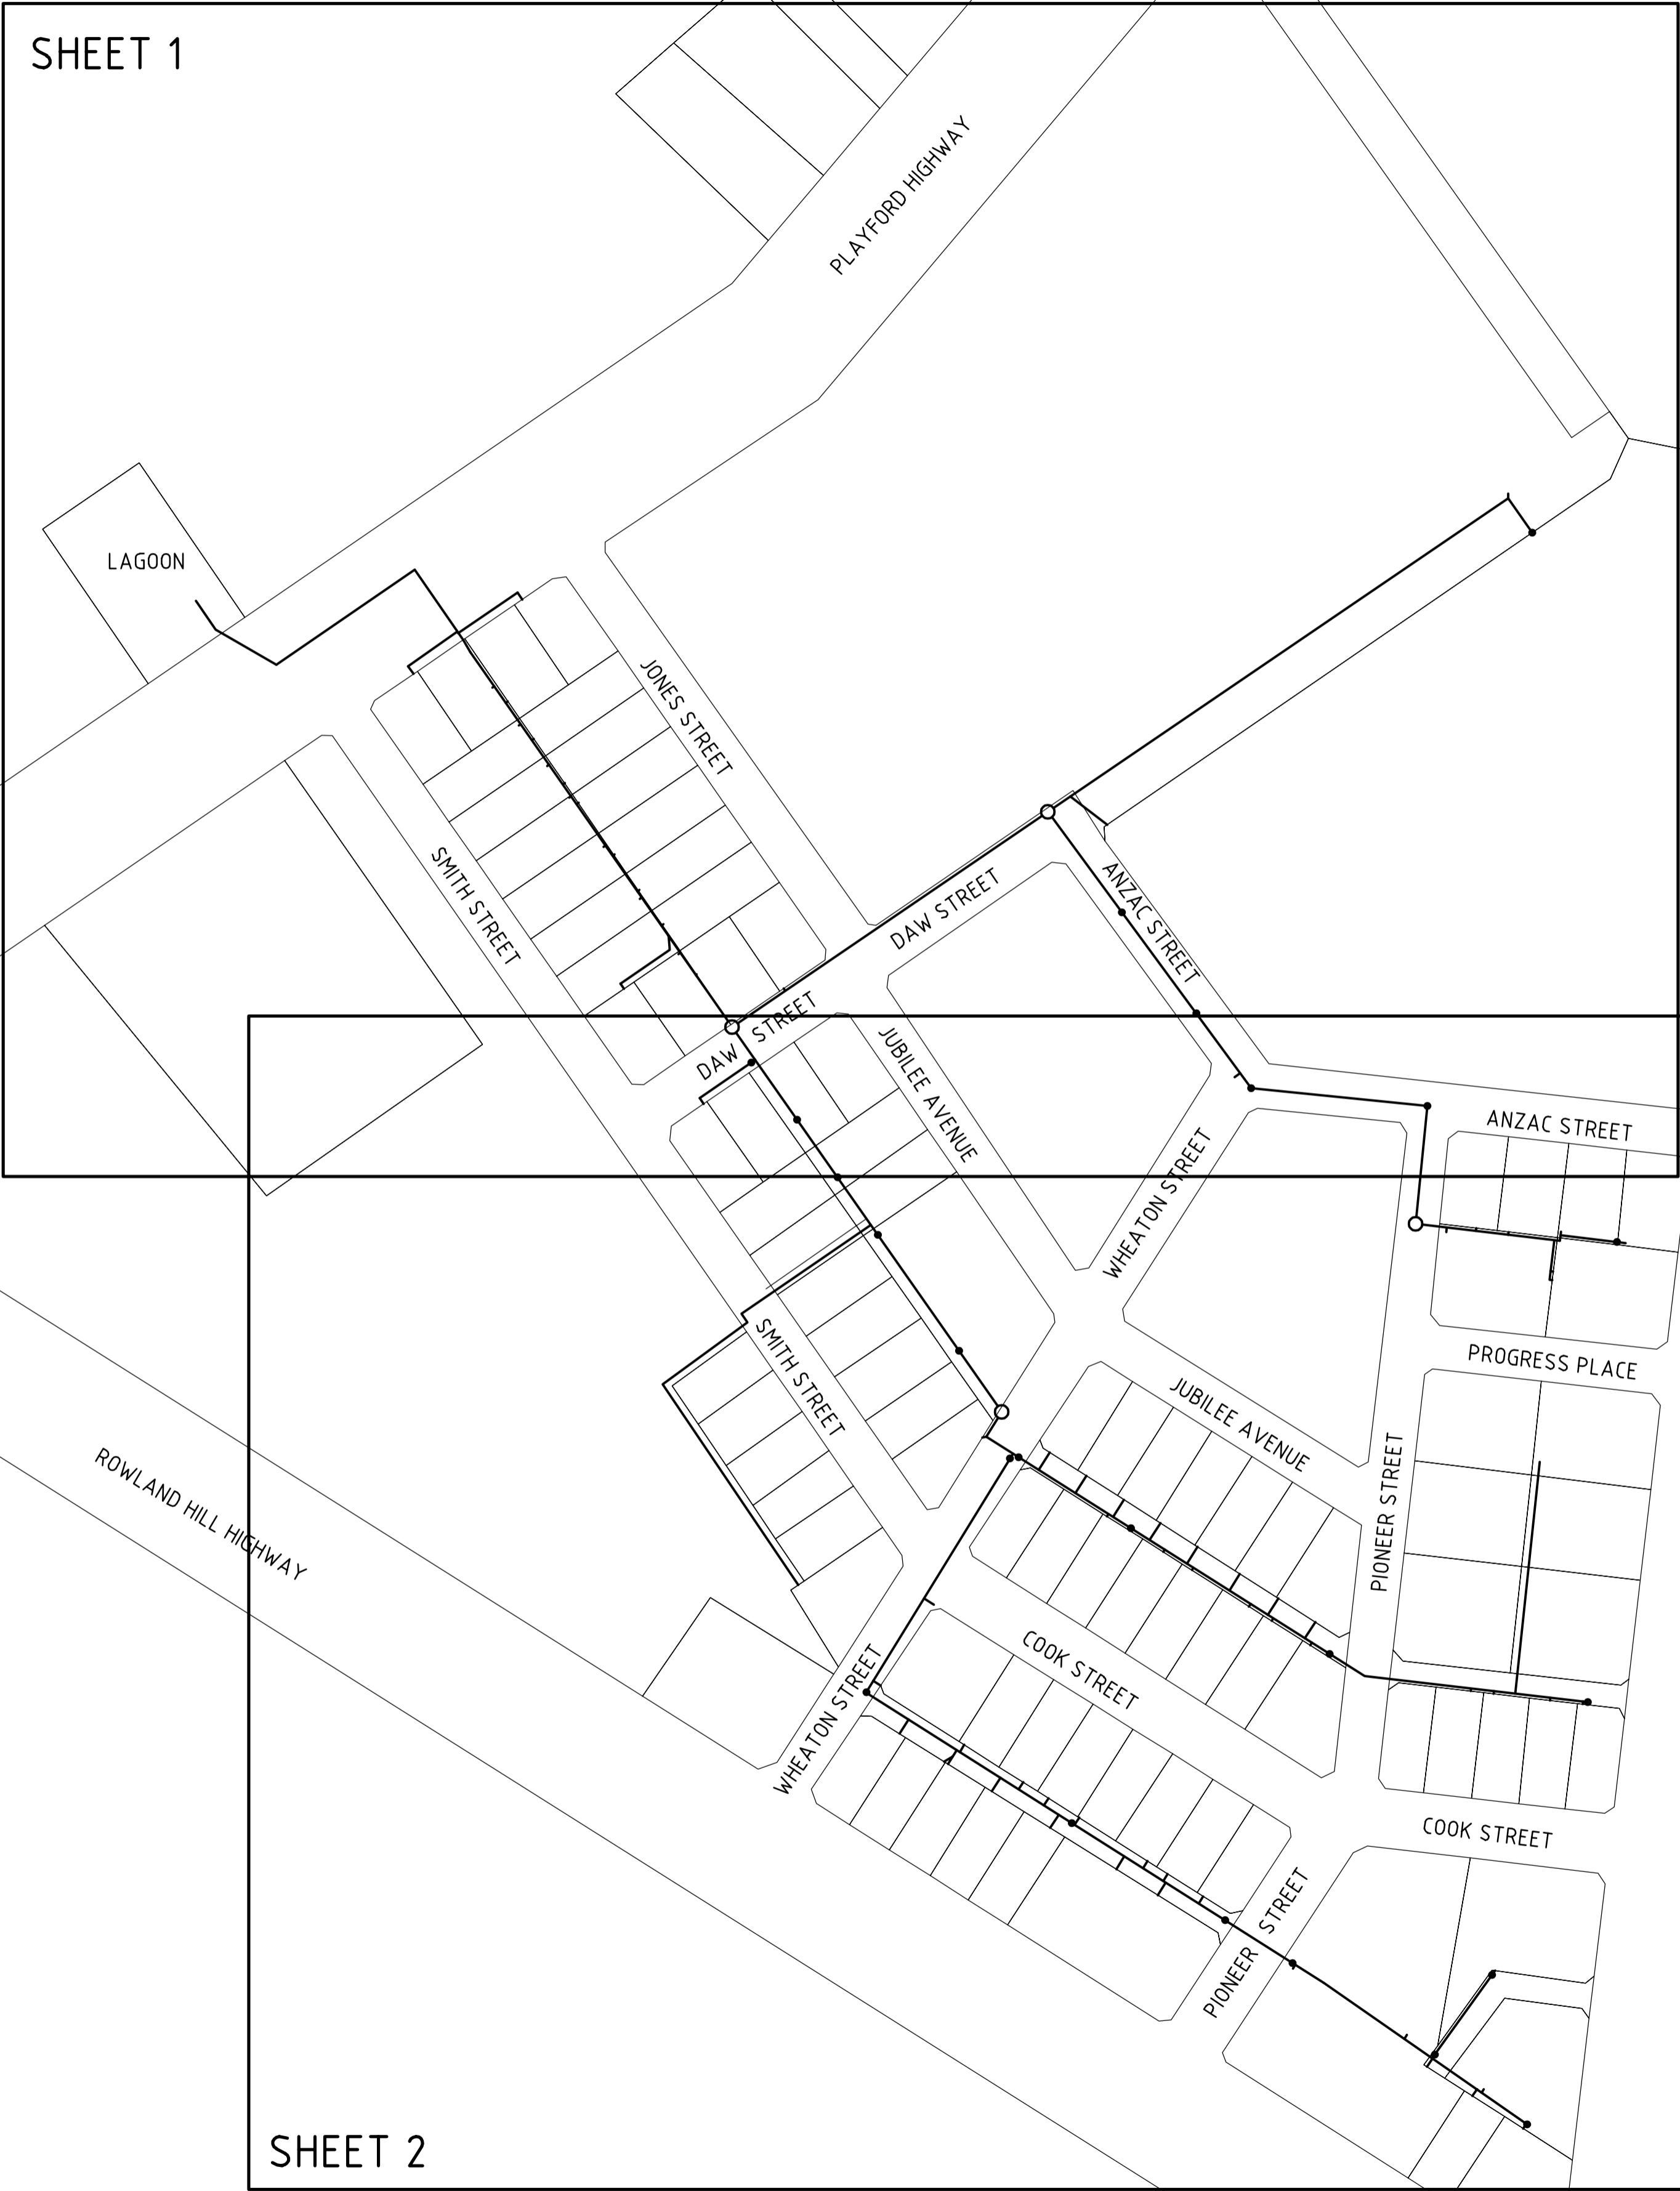 SHEET 1
PLAYFORD HIGHWAY
LAGOON
JONES STREET
SMITH STREET
DAW STREET
ANZAC STREET
DAW STREET
JUBILEE AVENUE
ANZAC STREET
WHEATON STREET
PROGRESS PLACE
SMITH STREET
JUBILEE AVENUE
PIONEER STREET
ROWLAND HILL HIGHWAY
COOK STREET
WHEATON STREET
COOK STREET
PIONEER STREET
SHEET 2